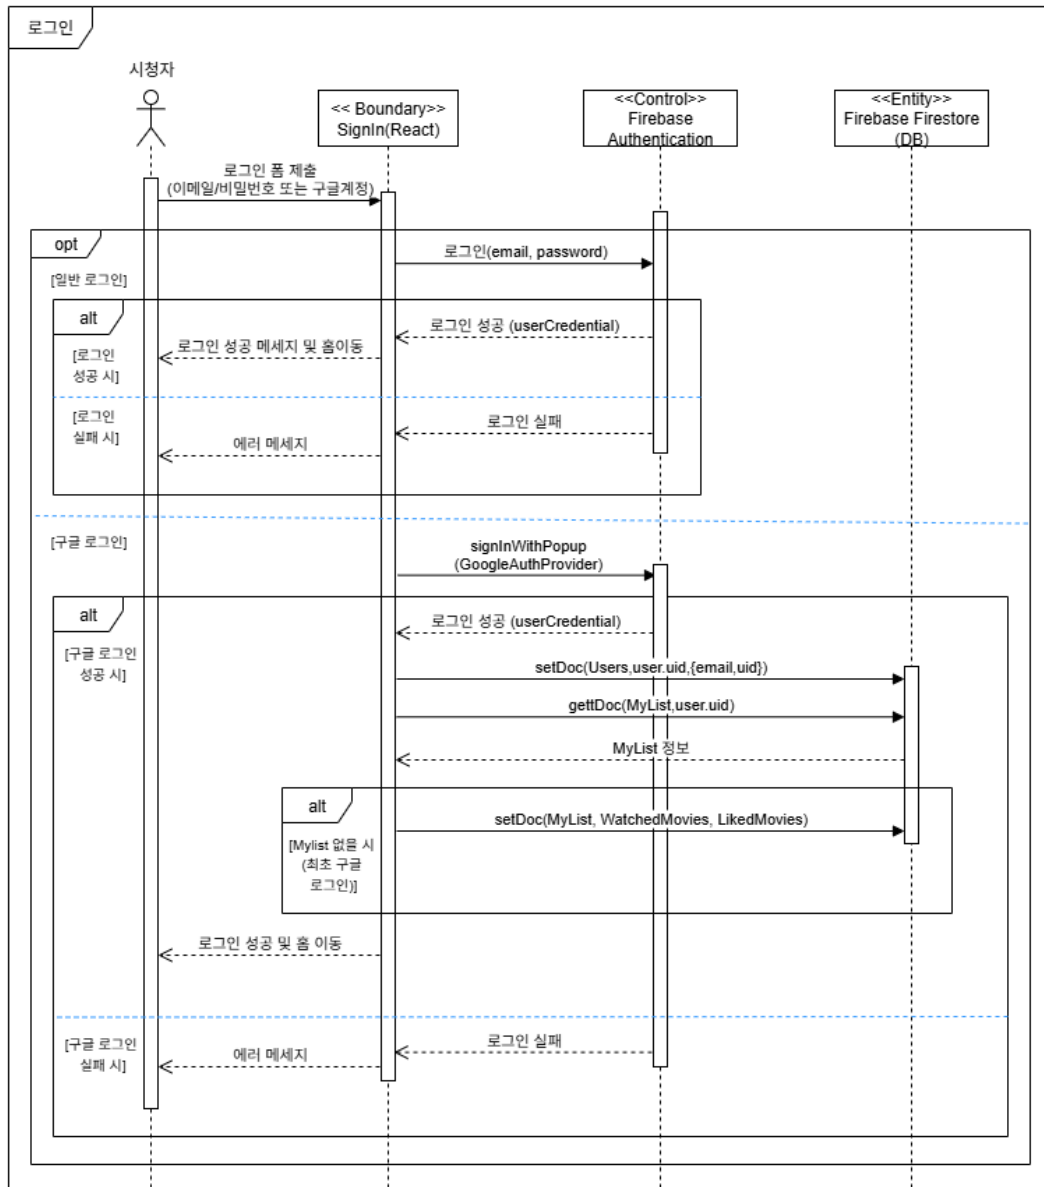 로그인
시청자
<< Boundary>>
SignIn(React)
<<Control>>
Firebase
Authentication
<<Entity>>
Firebase Firestore
(DB)
로그인 폼 제출
(이메일/비밀번호 또는 구글계정)
opt
로그인(email, password)
[일반 로그인]
alt
로그인 성공 (userCredential)
로그인 성공 메세지 및 홈이동
[로그인
성공 시]
[로그인
실패 시]
로그인 실패
에러 메세지
[구글 로그인]
signInWithPopup
(GoogleAuthProvider)
alt
로그인 성공 (userCredential)
[구글 로그인
성공 시]
setDoc(Users,user.uid,{email,uid})
gettDoc(MyList,user.uid)
MyList 정보
alt
setDoc(MyList, WatchedMovies, LikedMovies)
[Mylist 없을 시
(최초 구글
로그인)]
로그인 성공 및 홈 이동
[구글 로그인
실패 시]
로그인 실패
에러 메세지